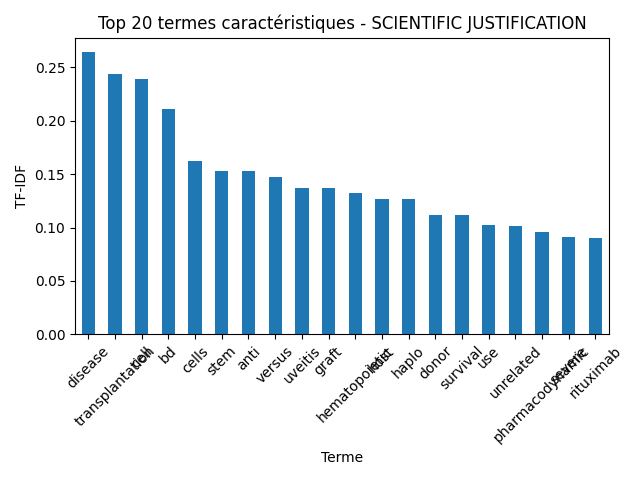 Top 20 termes caractéristiques - SCIENTIFIC JUSTIFICATION
TF-IDF
0.25
0.20
0.15
0.10
0.05
0.00
disease
transplantation
cell
bd
cells
stem
anti
versus
uveitis
graft
hematopoietic
host
haplo
donor
survival
use
unrelated
pharmacodynamic
severe
rituximab
Terme